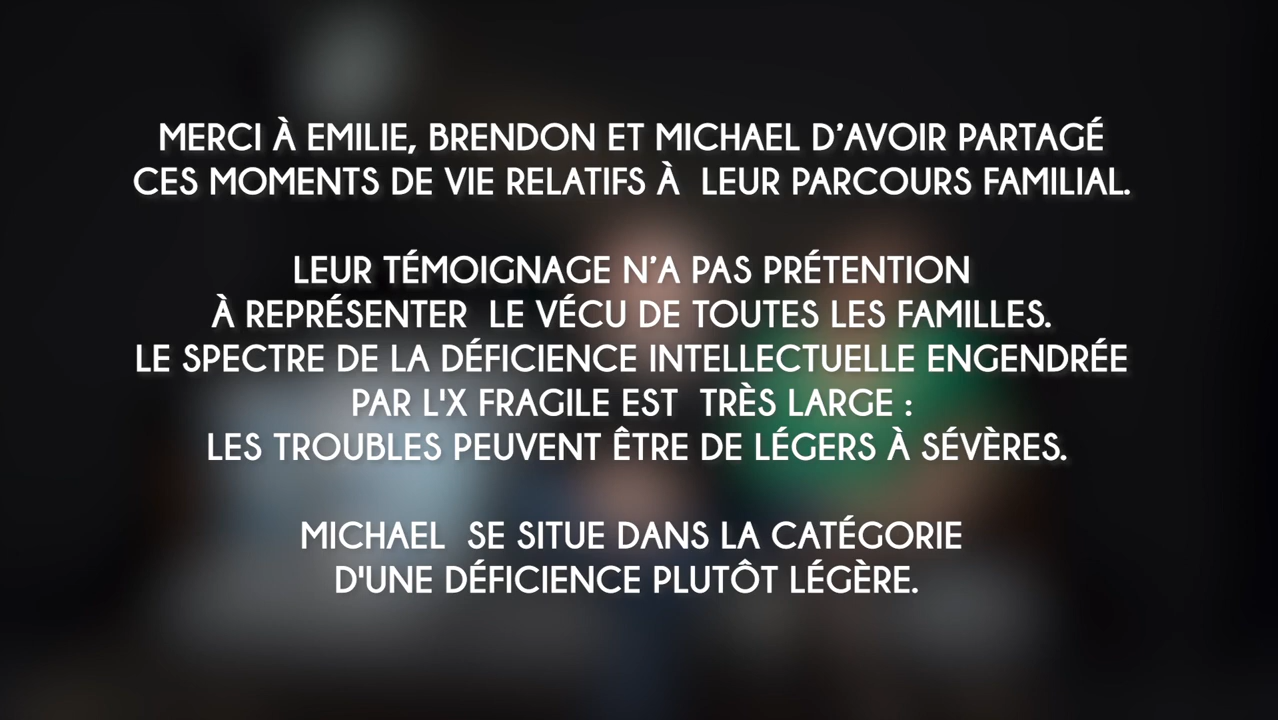 MERCI À EMILIE, BRENDON ET MICHAEL D’AVOIR PARTAGÉ
CES MOMENTS DE VIE RELATIFS À LEUR PARCOURS FAMILIAL.
LEUR TÉMOIGNAGE N’A PAS PRÉTENTION
À REPRÉSENTER LE VÉCU DE TOUTES LES FAMILLES.
LE SPECTRE DE LA DÉFICIENCE INTELLECTUELLE ENGENDRÉE
PAR L'X FRAGILE EST TRÈS LARGE :
LES TROUBLES PEUVENT ÊTRE DE LÉGERS À SÉVÈRES.
MICHAEL SE SITUE DANS LA CATÉGORIE
D'UNE DÉFICIENCE PLUTÔT LÉGÈRE.